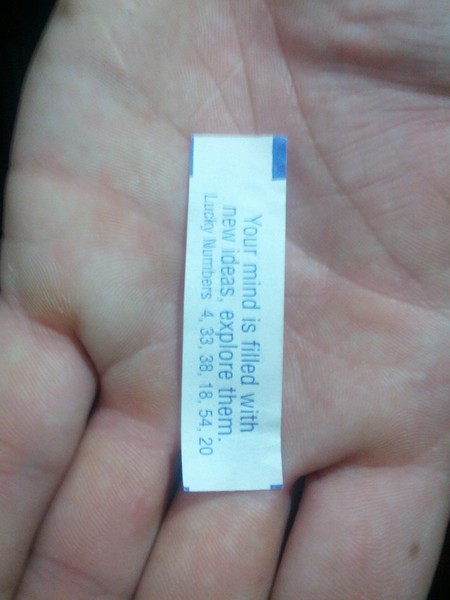 Your mind is filled with
new ideas, explore them.
Lucky Numbers 4, 33, 38, 18, 54, 20